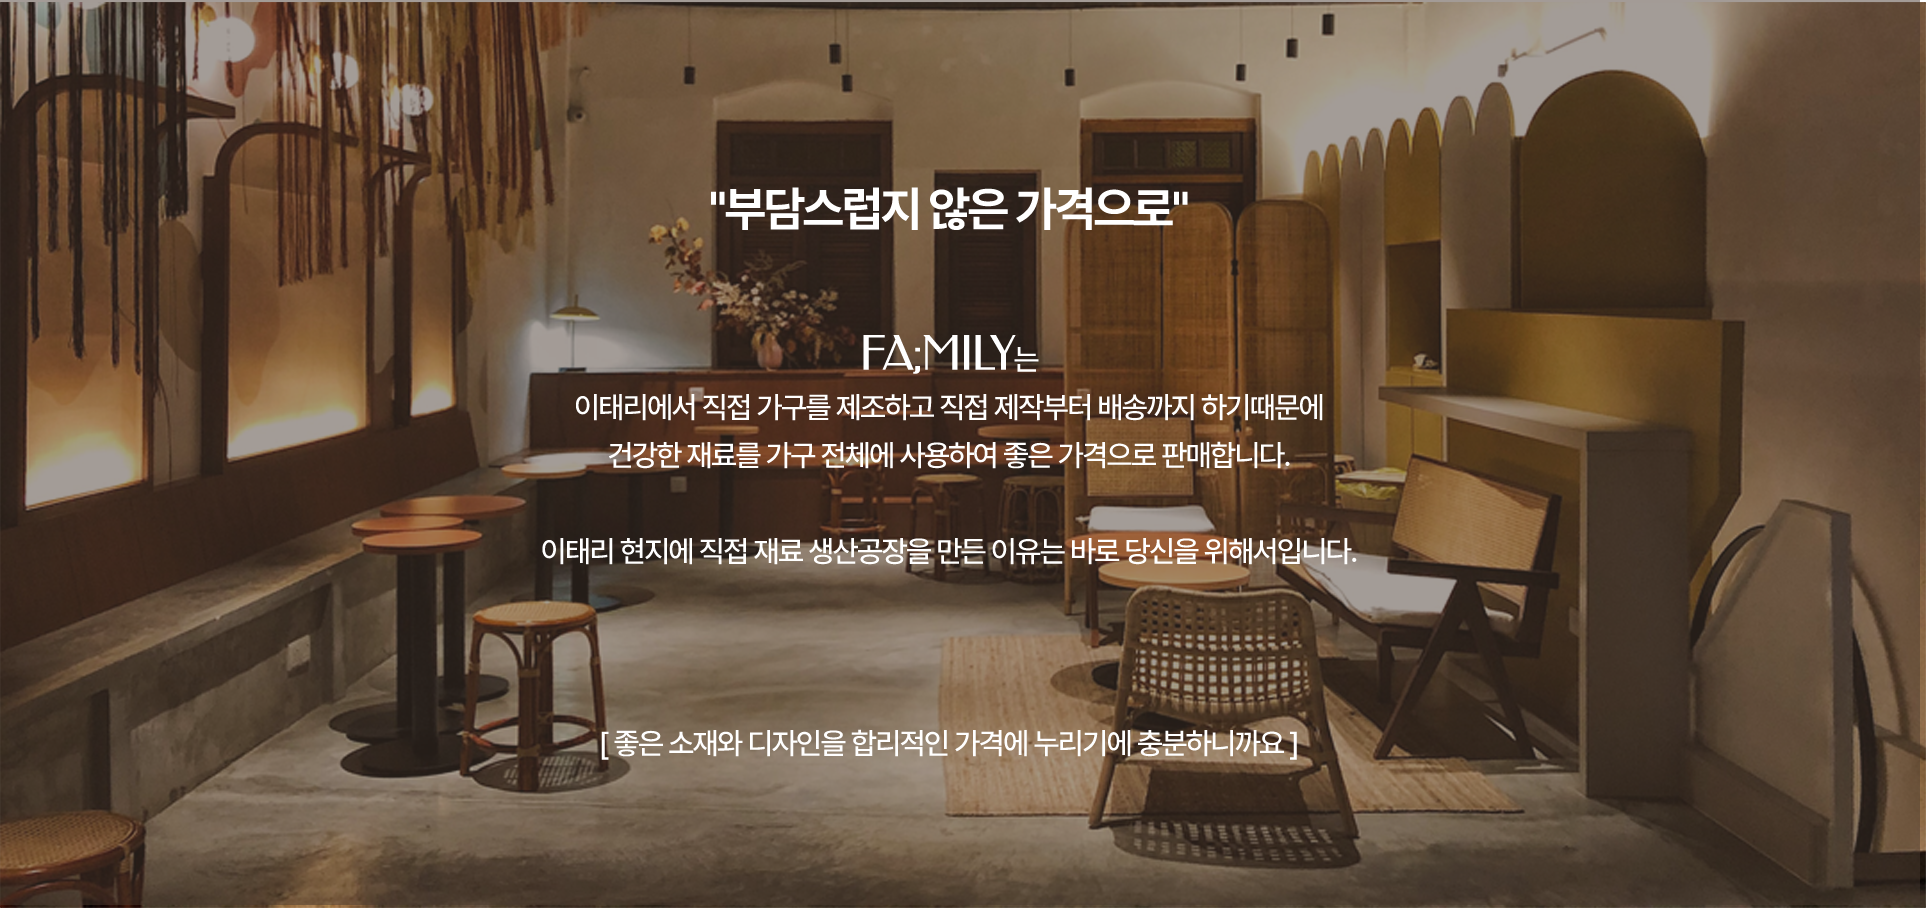 "부담스럽지 않은 가격으로"
FA;MILY는
이태리에서 직접 가구를 제조하고 직접 제작부터 배송까지 하기때문에
건강한 재료를 가구 전체에 사용하여 좋은 가격으로 판매합니다.
이태리 현지에 직접 재료 생산공장을 만든 이유는 바로 당신을 위해서입니다.
[ 좋은 소재와 디자인을 합리적인 가격에 누리기에 충분하니까요 ]